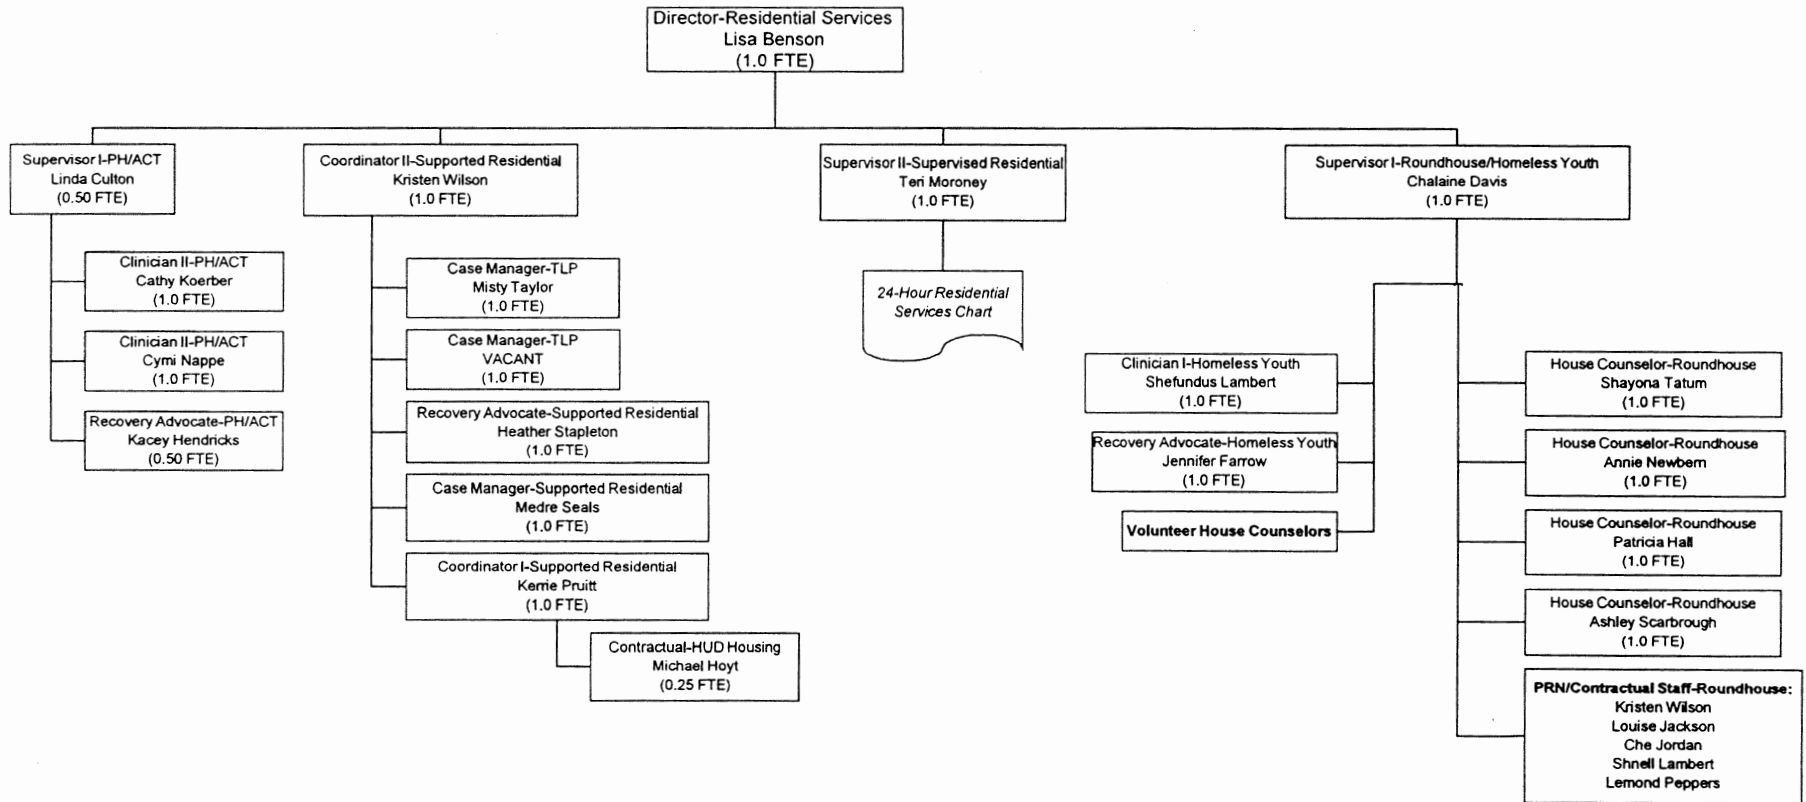 Director-Residential Services
Lisa Benson
(1.0 FTE)
Supervisor I-PH/ACT
Linda Culton
(0.50 FTE)
Clinician II-PH/ACT
Cathy Koerber
(1.0 FTE)
Clinician II-PH/ACT
Cymi Nappe
(1.0 FTE)
Recovery Advocate-PH/ACT
Kacey Hendricks
(0.50 FTE)
Coordinator II-Supported Residential
Kristen Wilson
(1.0 FTE)
Case Manager-TLP
Misty Taylor
(1.0 FTE)
Case Manager-TLP
VACANT
(1.0 FTE)
Recovery Advocate-Supported Residential
Heather Stapleton
(1.0 FTE)
Case Manager-Supported Residential
Medre Seals
(1.0 FTE)
Coordinator I-Supported Residential
Kerrie Pruitt
(1.0 FTE)
Contractual-HUD Housing
Michael Hoyt
(0.25 FTE)
Supervisor II-Supervised Residential
Teri Moroney
(1.0 FTE)
24-Hour Residential
Services Chart
Supervisor I-Roundhouse/Homeless Youth
Chalaine Davis
(1.0 FTE)
Clinician I-Homeless Youth
Shefundus Lambert
(1.0 FTE)
Recovery Advocate-Homeless Youth
Jennifer Farrow
(1.0 FTE)
Volunteer House Counselors
House Counselor-Roundhouse
Shayona Tatum
(1.0 FTE)
House Counselor-Roundhouse
Annie Newbern
(1.0 FTE)
House Counselor-Roundhouse
Patricia Hall
(1.0 FTE)
House Counselor-Roundhouse
Ashley Scarbrough
(1.0 FTE)
PRN/Contractual Staff-Roundhouse:
Kristen Wilson
Louise Jackson
Che Jordan
Shnell Lambert
Lemond Peppers